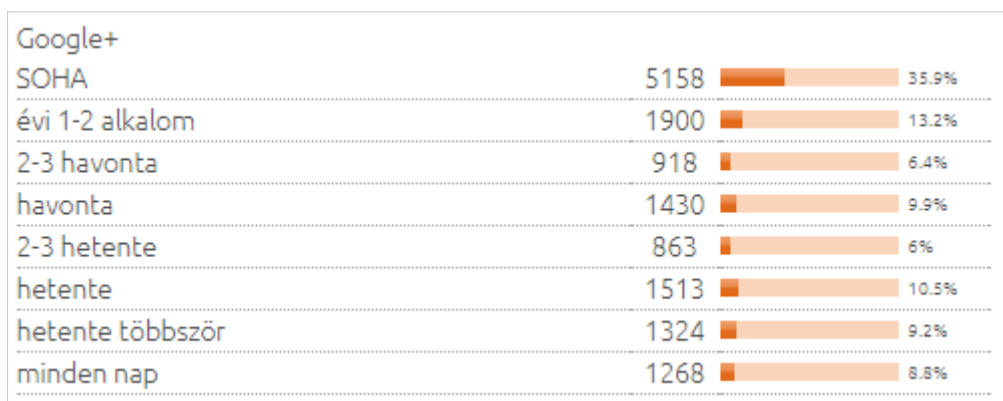 Google+
SOHA 5158 35.9%
évi 1-2 alkalom 1900 13.2%
2-3 havonta 918 6.4%
havonta 1430 9.9%
2-3 hetente 863 6%
hetente 1513 10.5%
hetente többször 1324 9.2%
minden nap 1268 8.8%